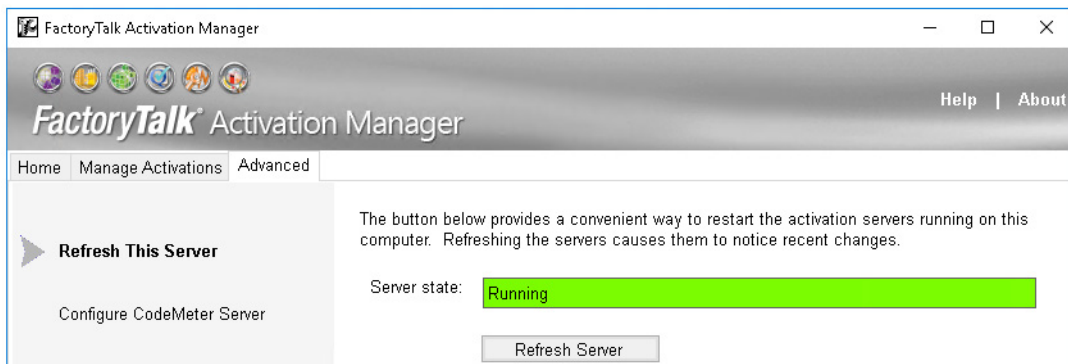 FactoryTalk Activation Manager
FactoryTalk® Activation Manager
Help | About
Home Manage Activations Advanced
The button below provides a convenient way to restart the activation servers running on this
computer. Refreshing the servers causes them to notice recent changes.
Refresh This Server
Server state: Running
Configure CodeMeter Server
Refresh Server